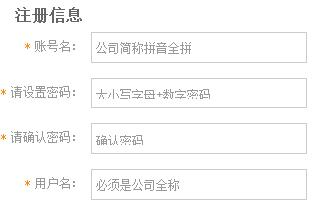 注册信息
* 账号名: 公司简称拼音全拼
* 请设置密码: 大小写字母+数字密码
* 请确认密码: 确认密码
* 用户名: 必须是公司全称